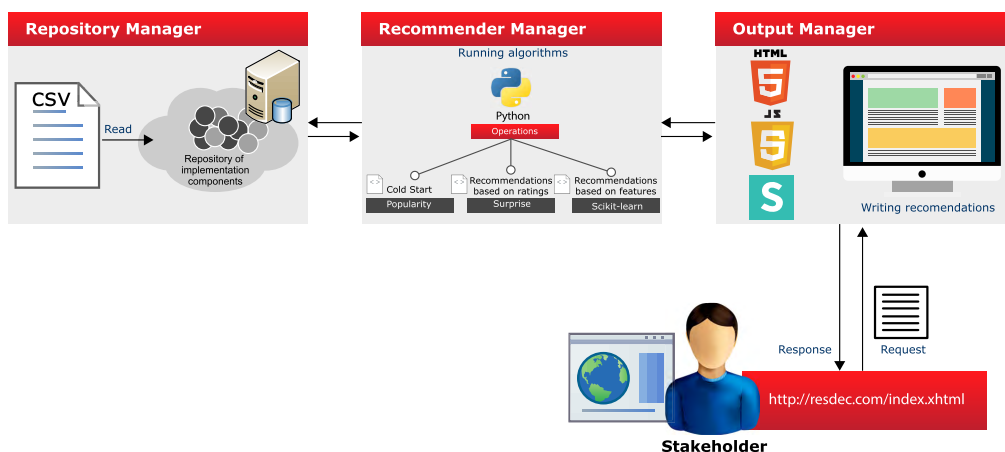 Repository Manager
CSV
Read
Repository of
implementation
components
Recommender Manager
Running algorithms
Python
Operations
Cold Start
Popularity
Recommendations
based on ratings
Surprise
Recommendations
based on features
Scikit-learn
Output Manager
HTML
5
JS
5
S
Writing recomendations
Response
Request
http://resdec.com/index.xhtml
Stakeholder